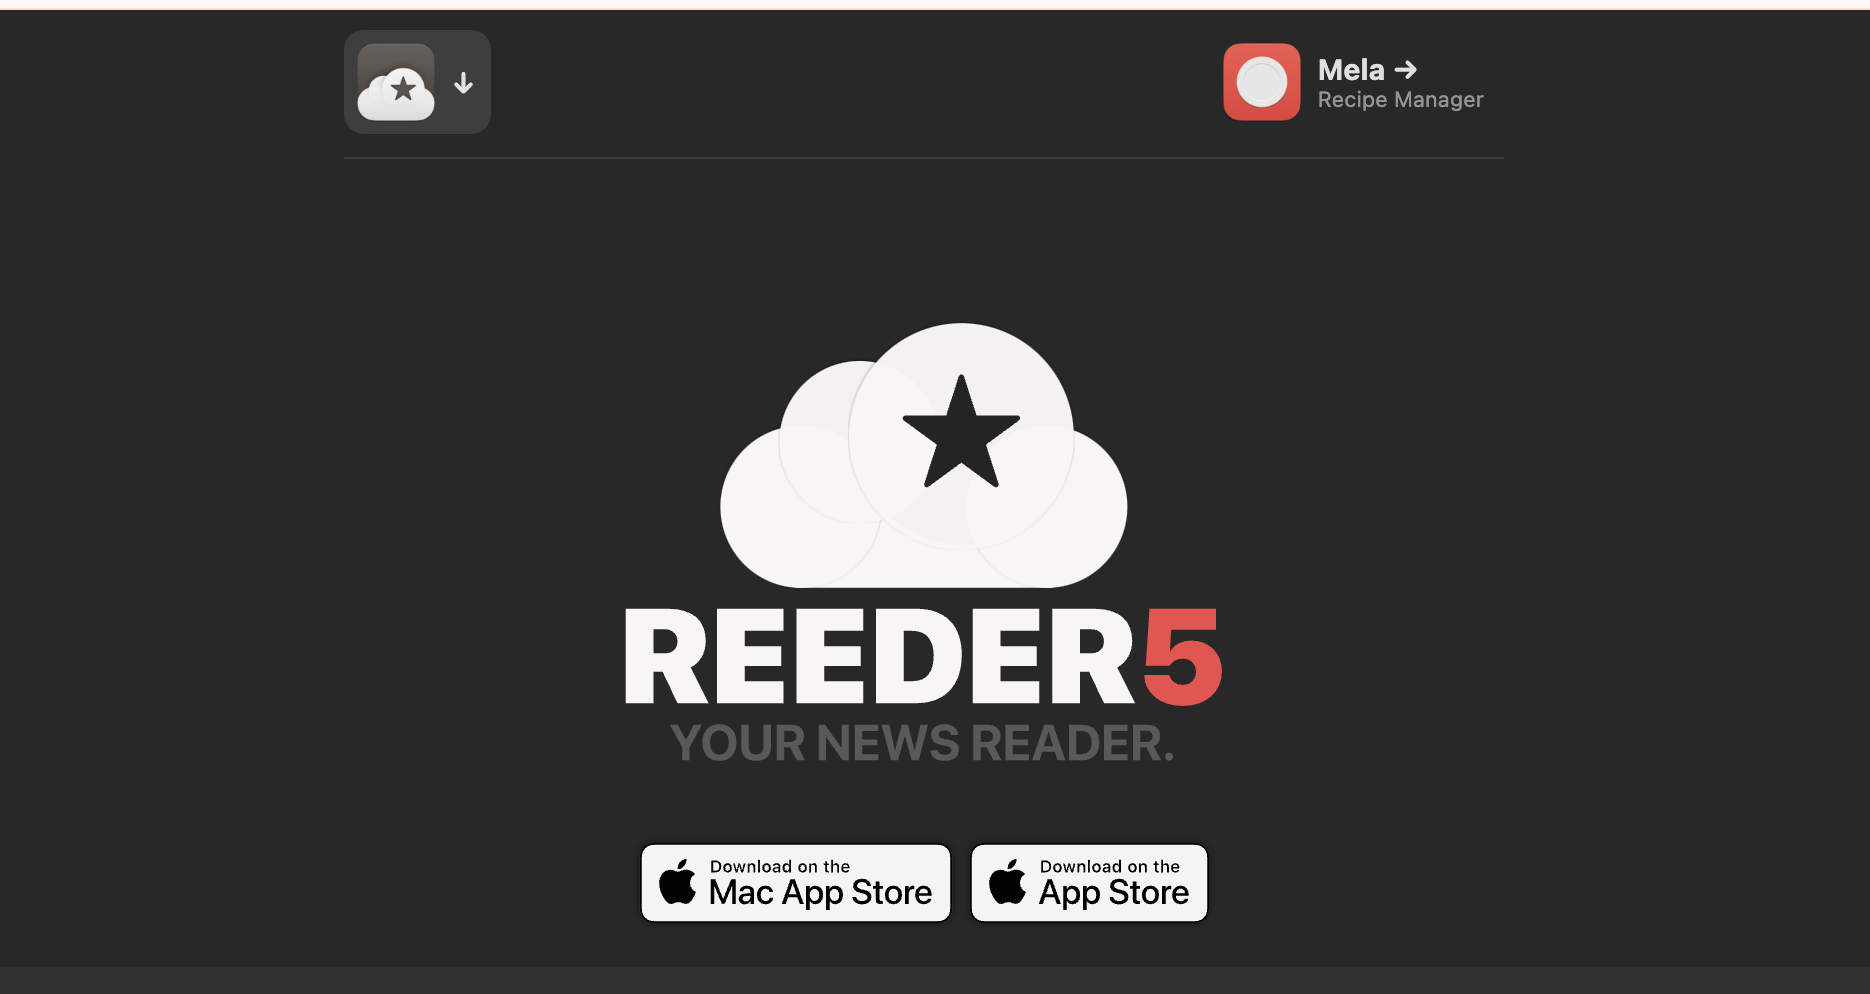 Mela →
Recipe Manager
REEDER5
YOUR NEWS READER.
Download on the
Mac App Store
Download on the
App Store